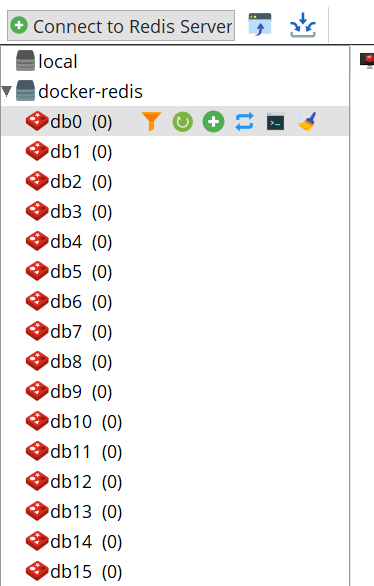 Connect to Redis Server
local
docker-redis
db0 (0)
db1 (0)
db2 (0)
db3 (0)
db4 (0)
db5 (0)
db6 (0)
db7 (0)
db8 (0)
db9 (0)
db10 (0)
db11 (0)
db12 (0)
db13 (0)
db14 (0)
db15 (0)